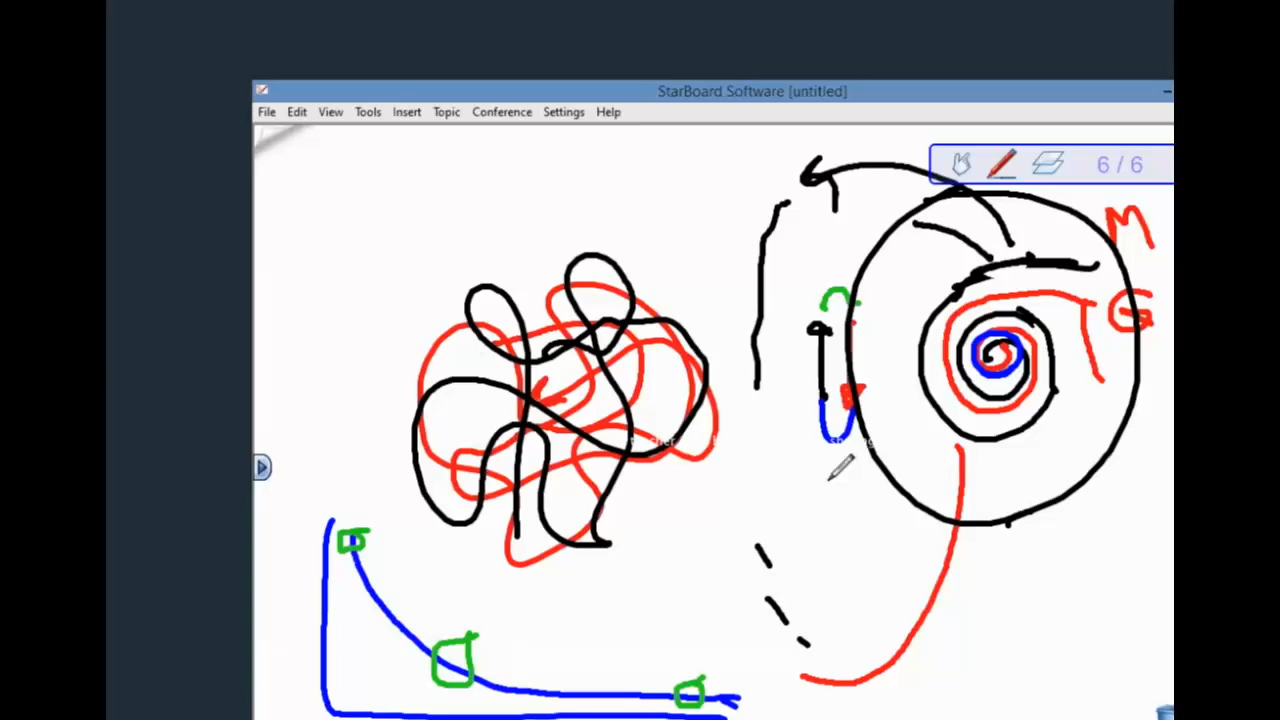 StarBoard Software [untitled]
File Edit View Tools Insert Topic Conference Settings Help
6 / 6
M
G